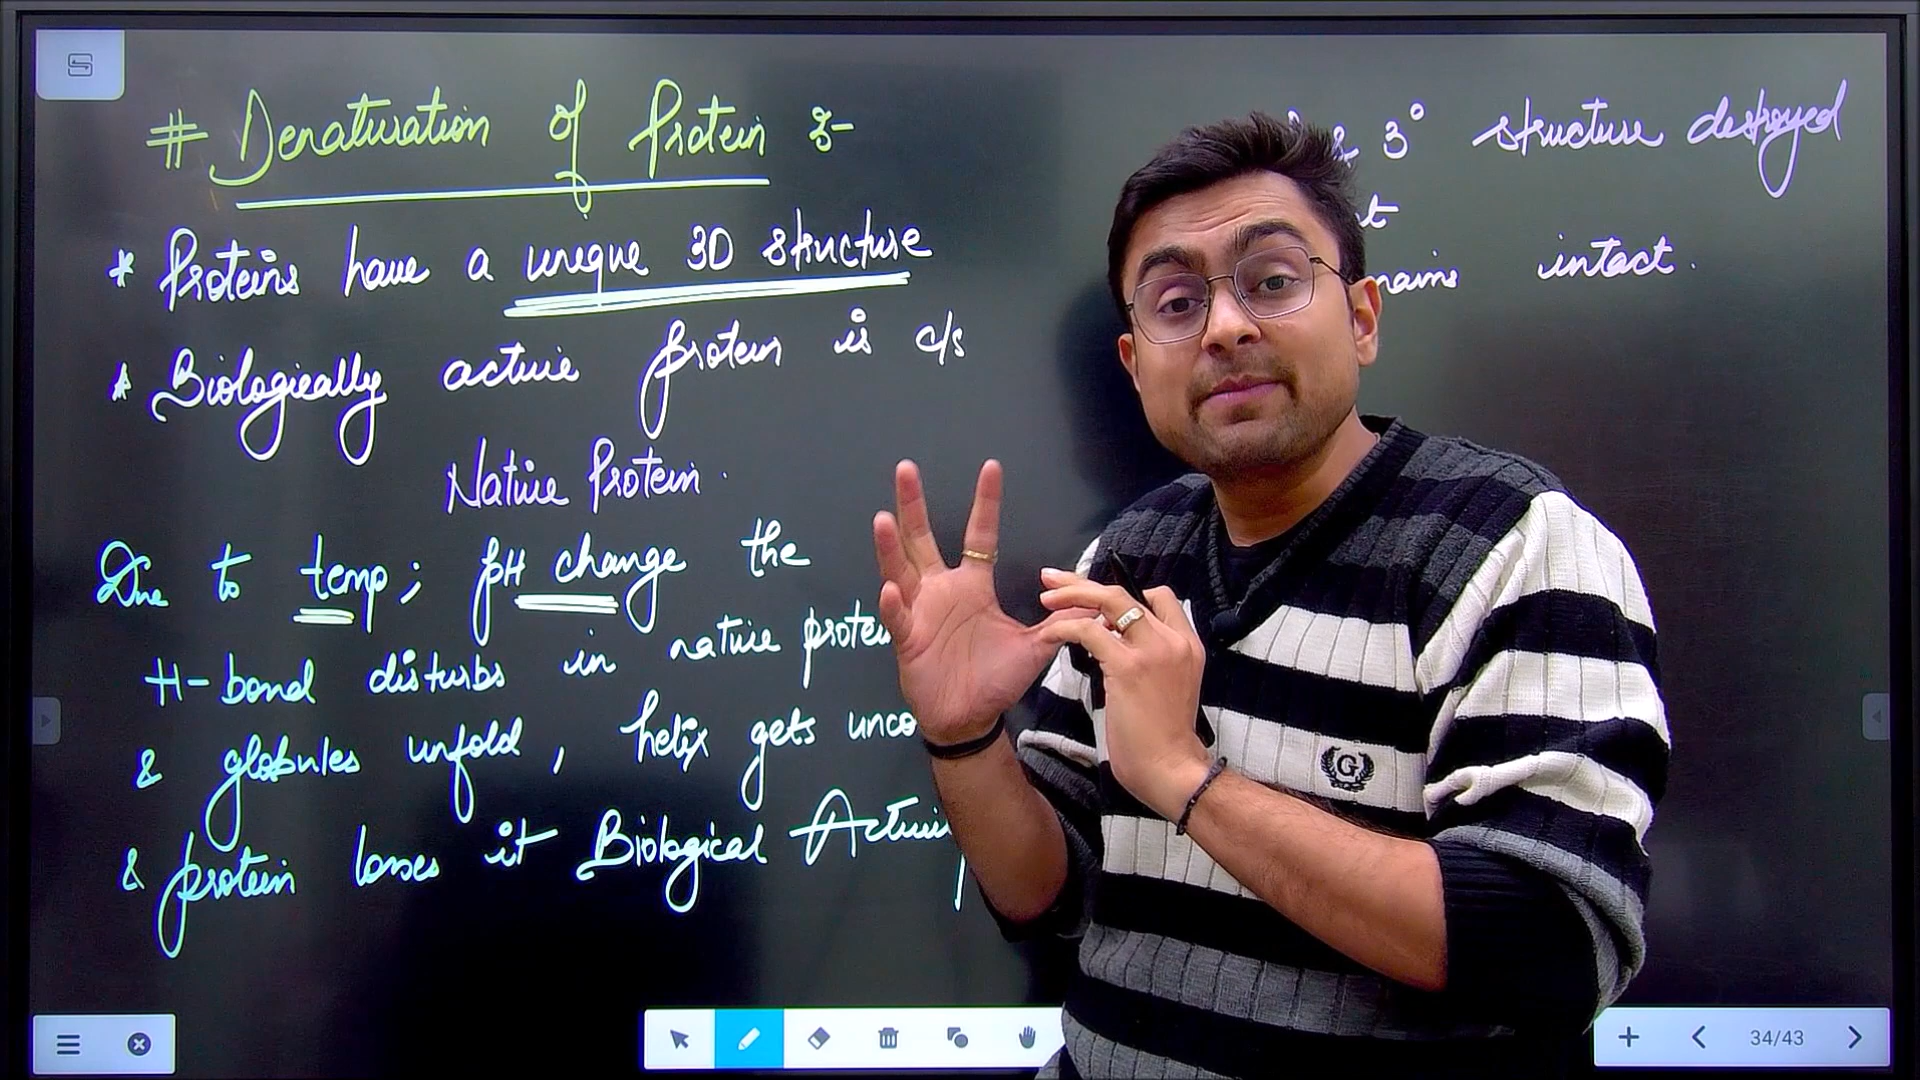 # Denaturation of Protein :-
* Proteins have a unique 3D structure
* Biologically active protein is c/s
Native Protein.
Due to temp; pH change the
H-bond disturbs in native protei
& globules unfold, helix gets unco
& protein loses it Biological Activi
& 3° structure destroyed
intact.
G
34/43